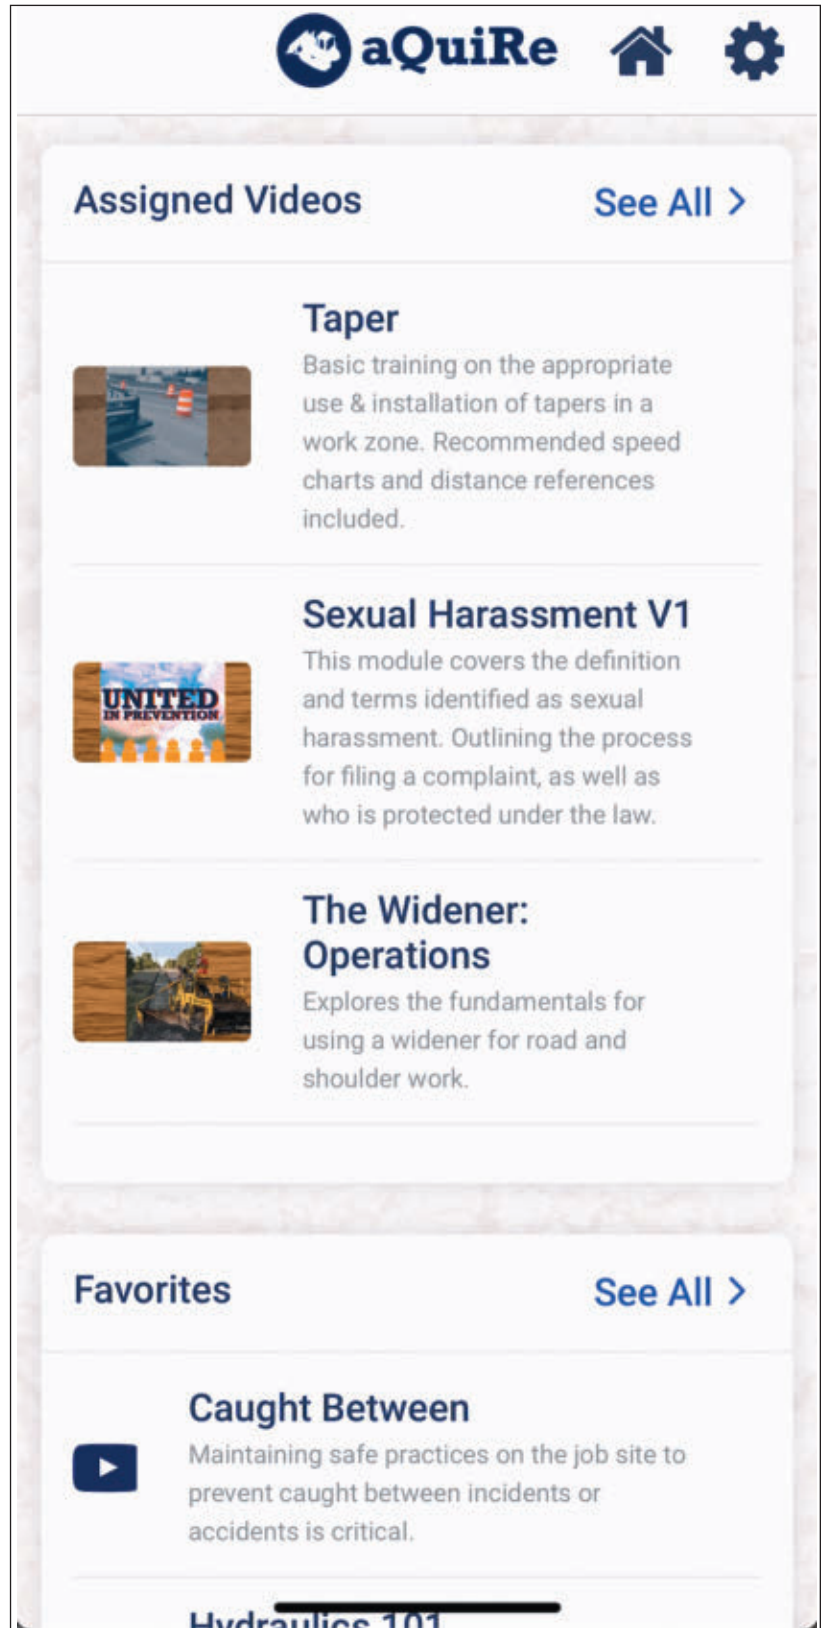 aQuiRe
Assigned Videos
See All >
Taper
Basic training on the appropriate
use & installation of tapers in a
work zone. Recommended speed
charts and distance references
included.
Sexual Harassment V1
UNITED
IN PREVENTION
This module covers the definition
and terms identified as sexual
harassment. Outlining the process
for filing a complaint, as well as
who is protected under the law.
The Widener:
Operations
Explores the fundamentals for
using a widener for road and
shoulder work.
Favorites
See All >
Caught Between
Maintaining safe practices on the job site to
prevent caught between incidents or
accidents is critical.
Hydraulics 101